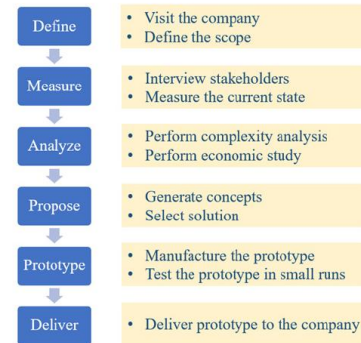 Define
• Visit the company
• Define the scope
Measure
• Interview stakeholders
• Measure the current state
Analyze
• Perform complexity analysis
• Perform economic study
Propose
• Generate concepts
• Select solution
Prototype
• Manufacture the prototype
• Test the prototype in small runs
Deliver
• Deliver prototype to the company